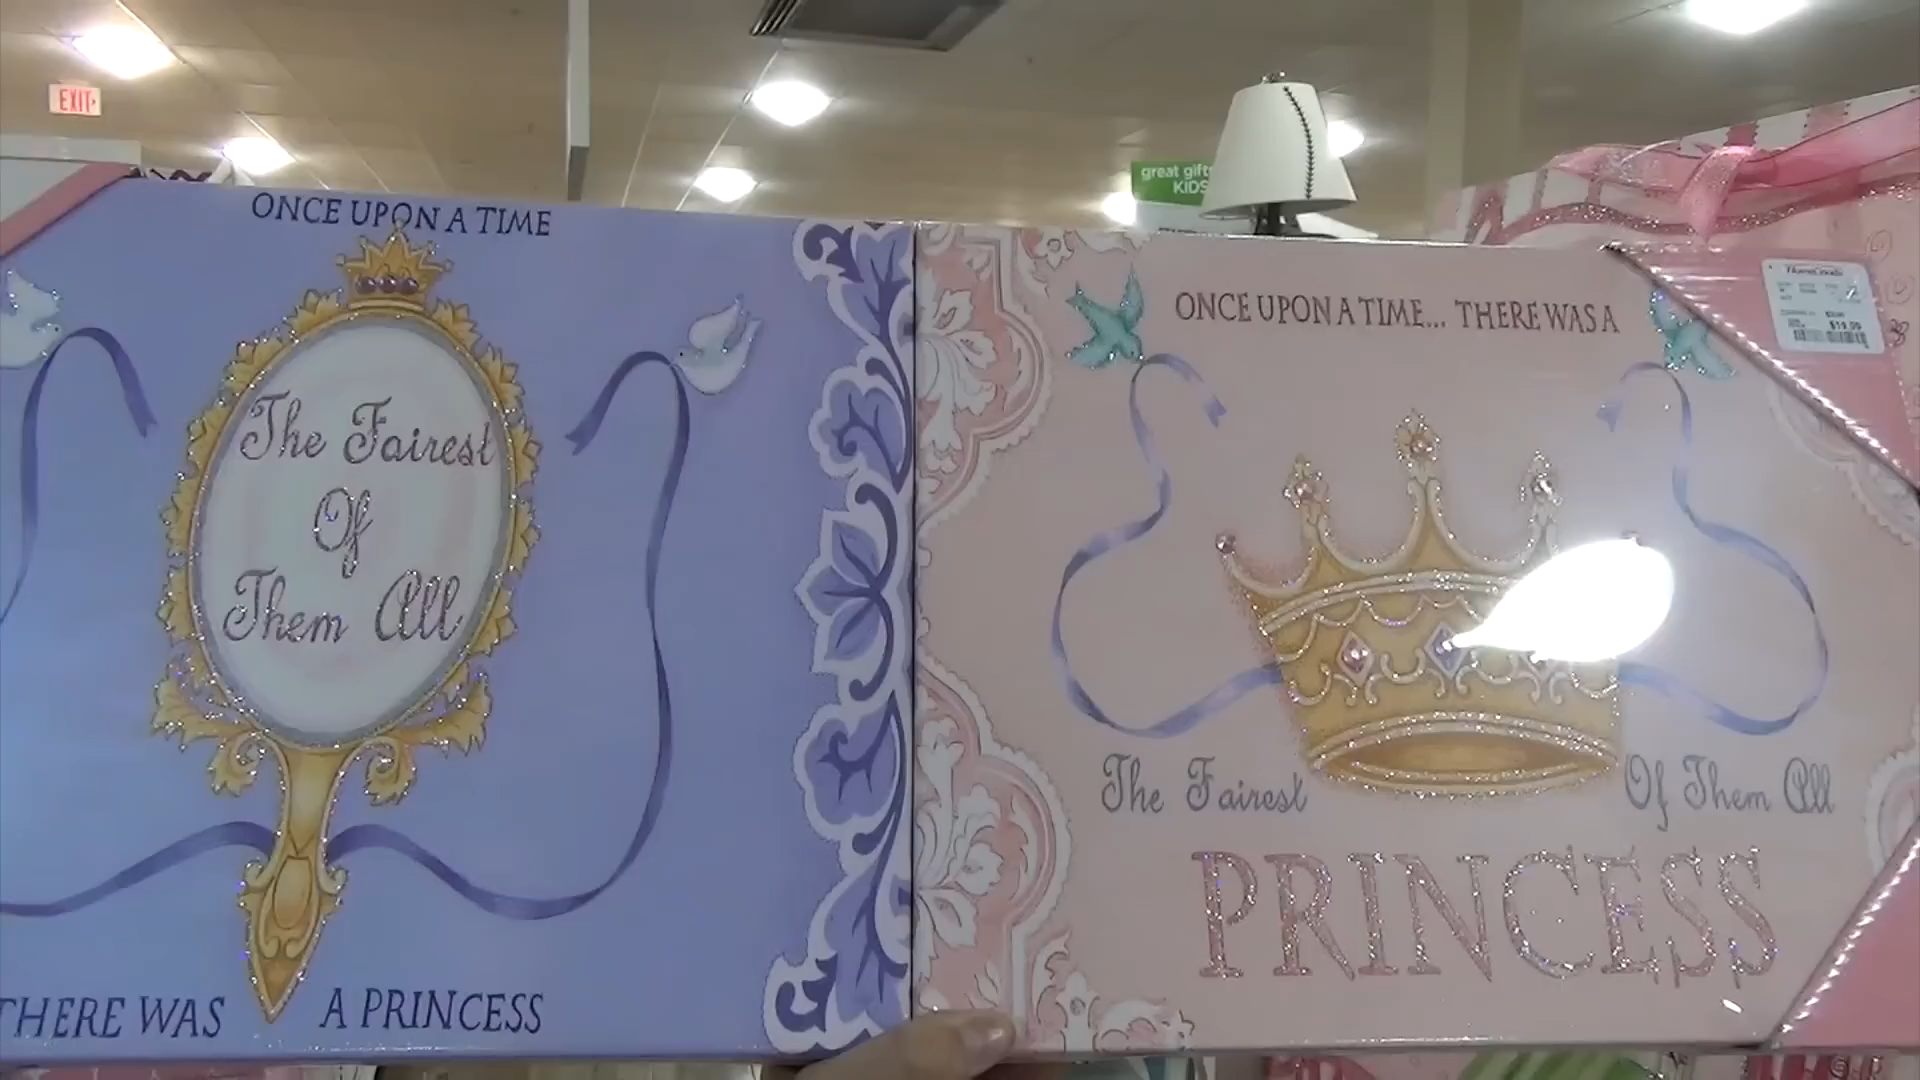 EXIT
great gifts
KIDS
ONCE UPON A TIME
The Fairest
Of
Them All
THERE WAS A PRINCESS
HomeGoods
$19.99
ONCE UPON A TIME... THERE WAS A
The Fairest Of Them All
PRINCESS